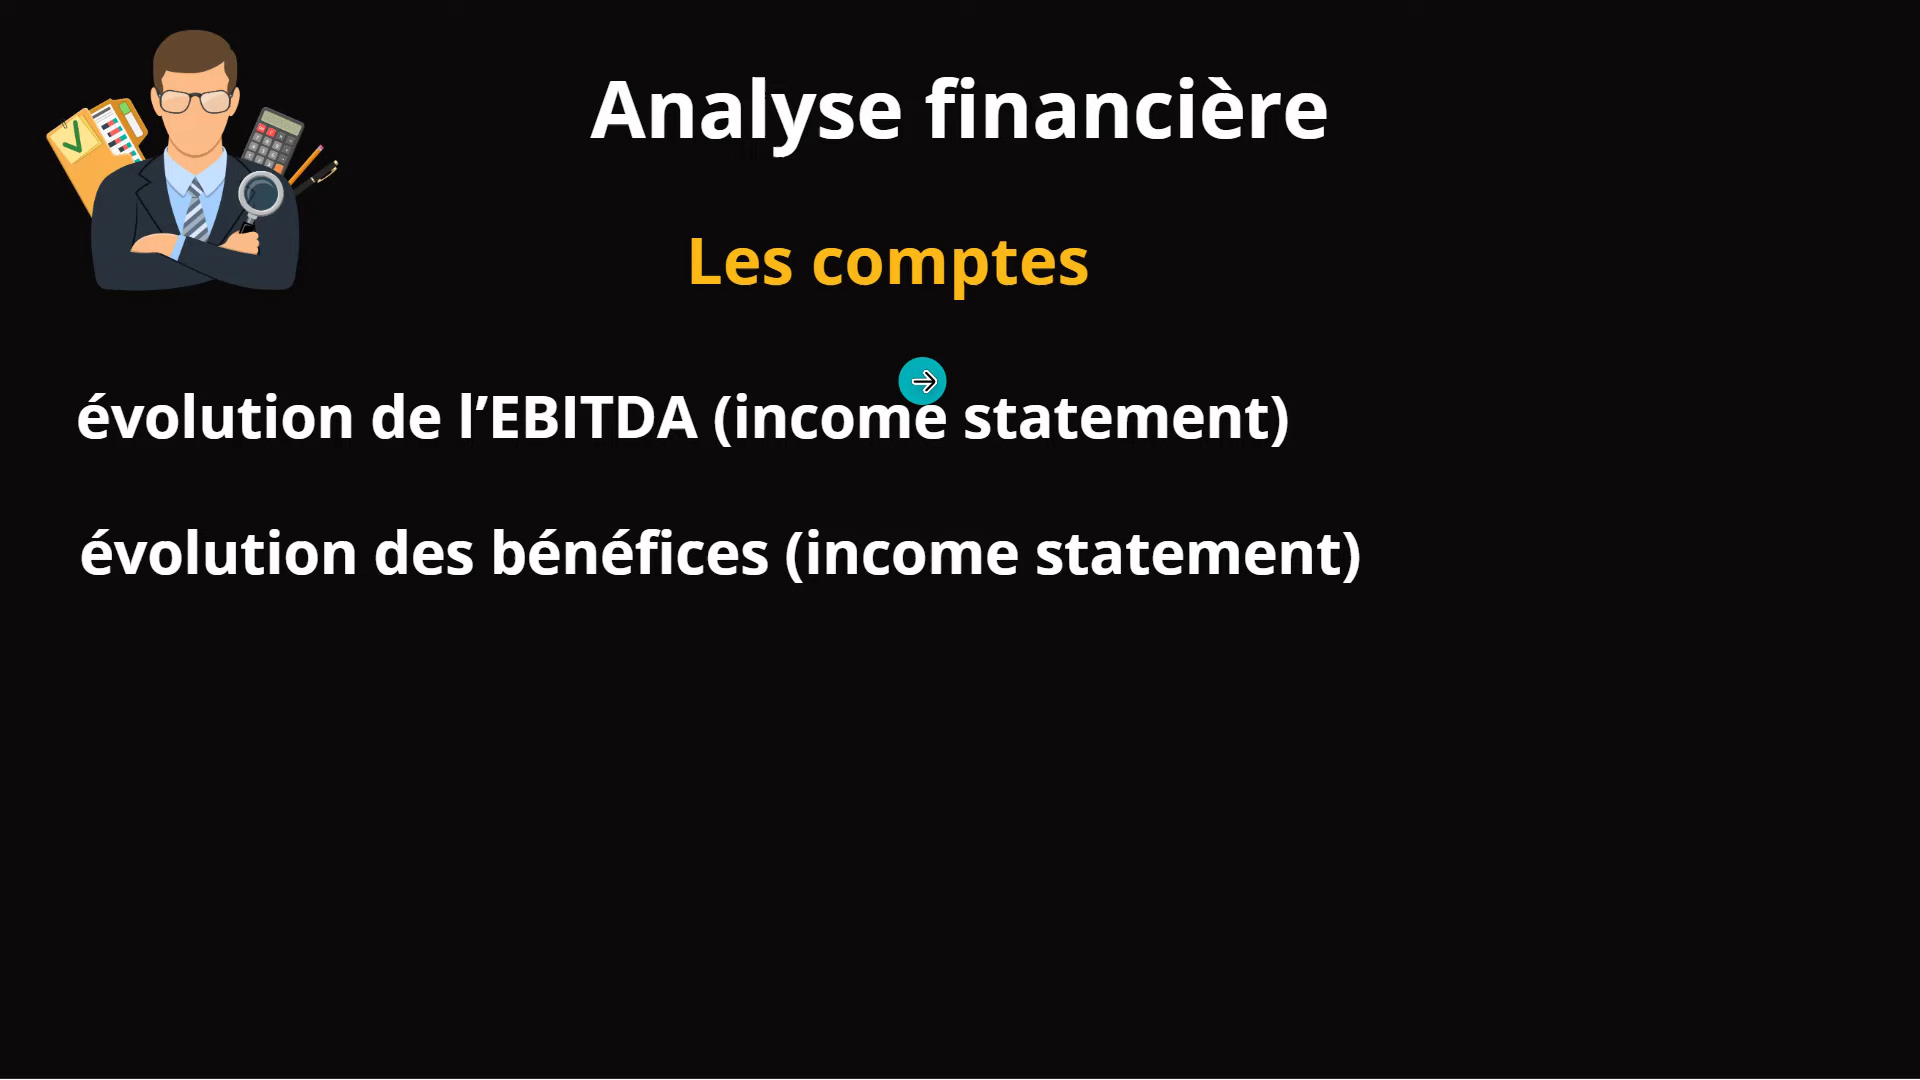 Analyse financière
Les comptes
évolution de l’EBITDA (income statement)
évolution des bénéfices (income statement)